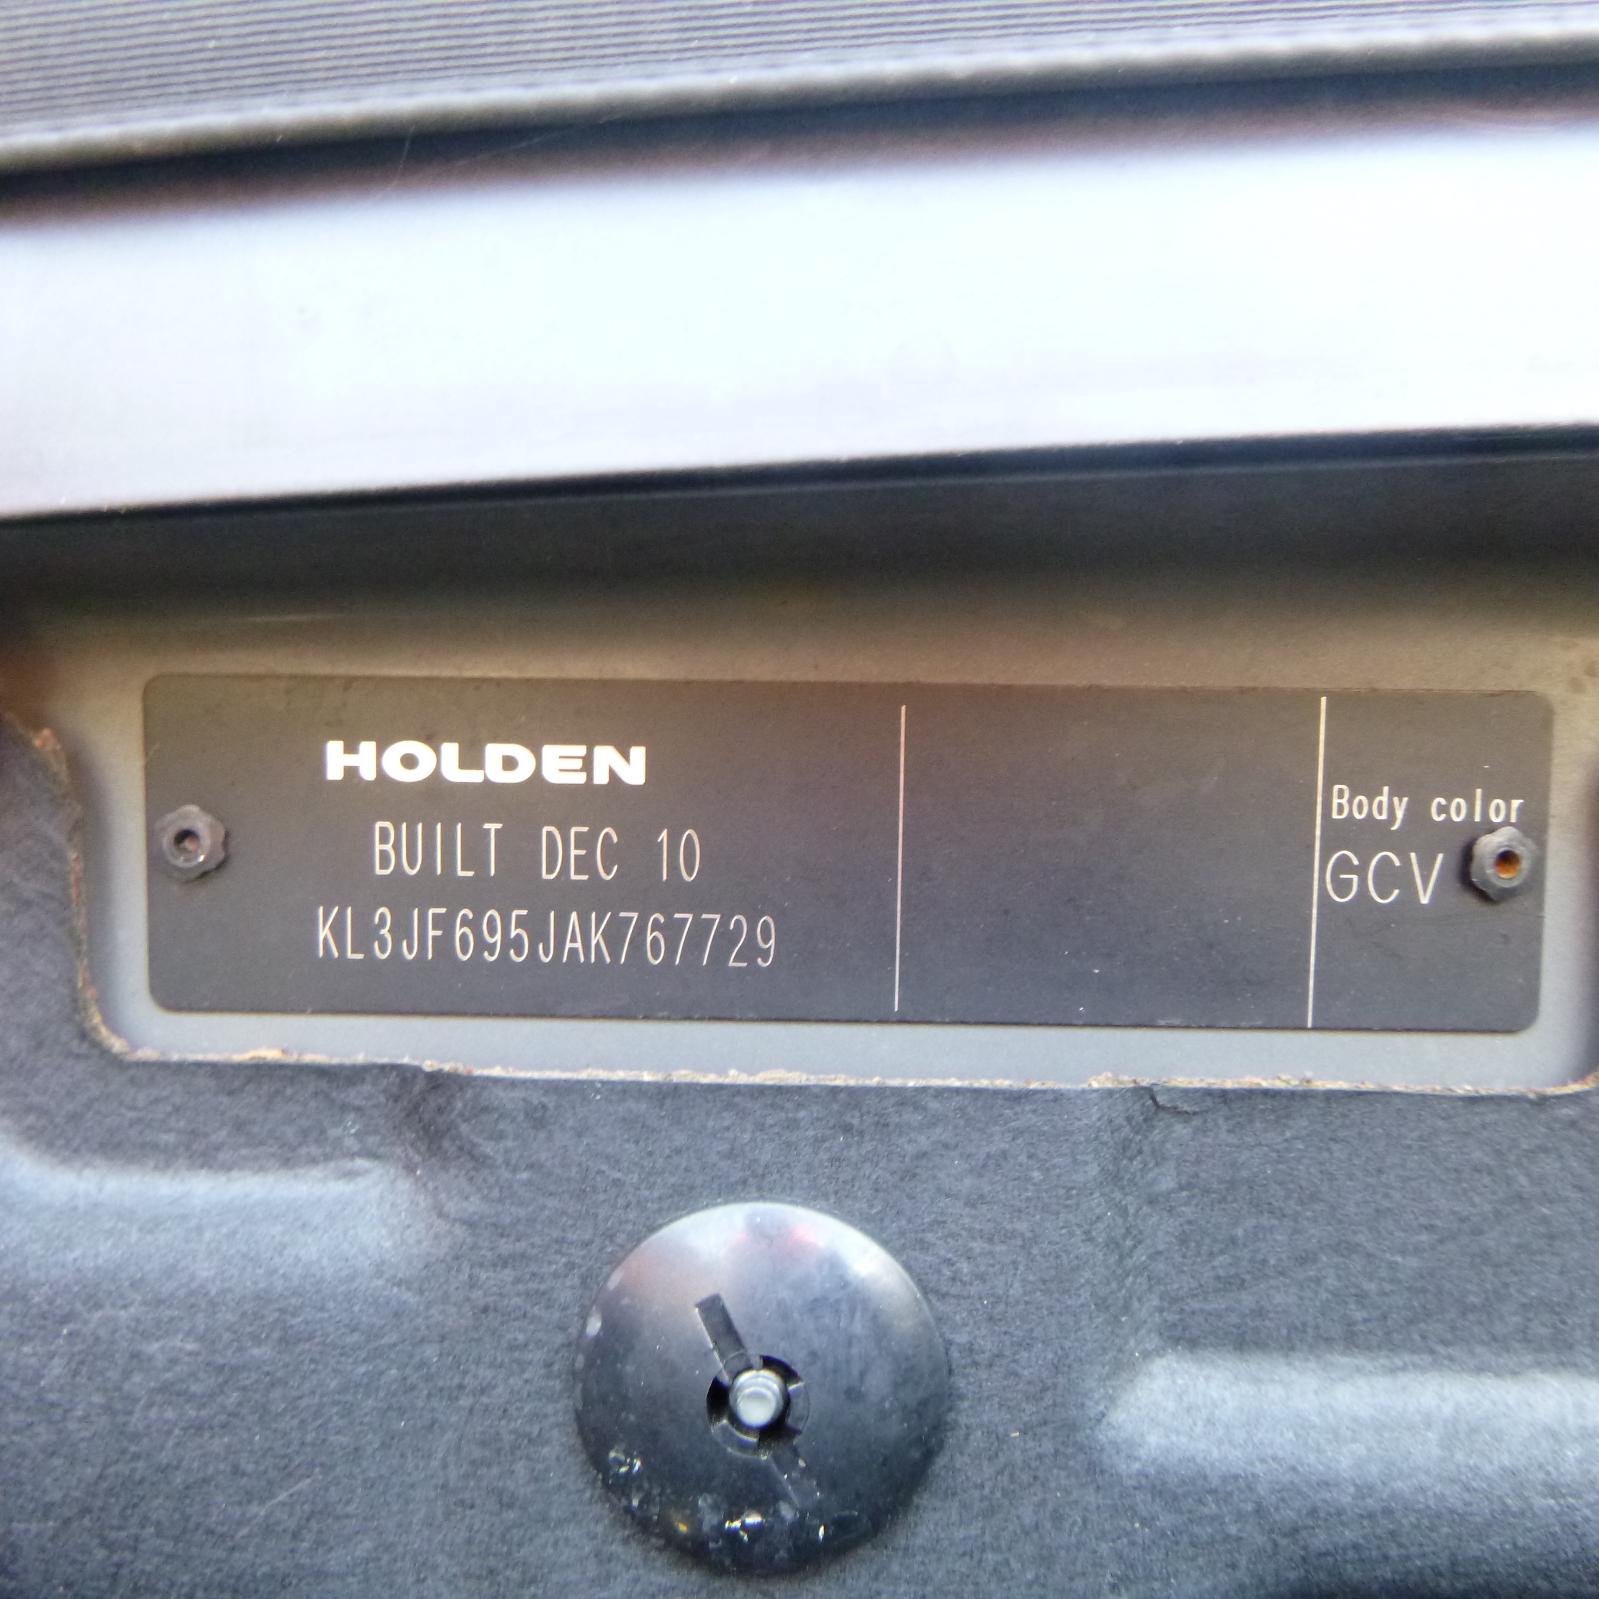 HOLDEN
BUILT DEC 10
KL3JF695JAK767729
Body color
GCV